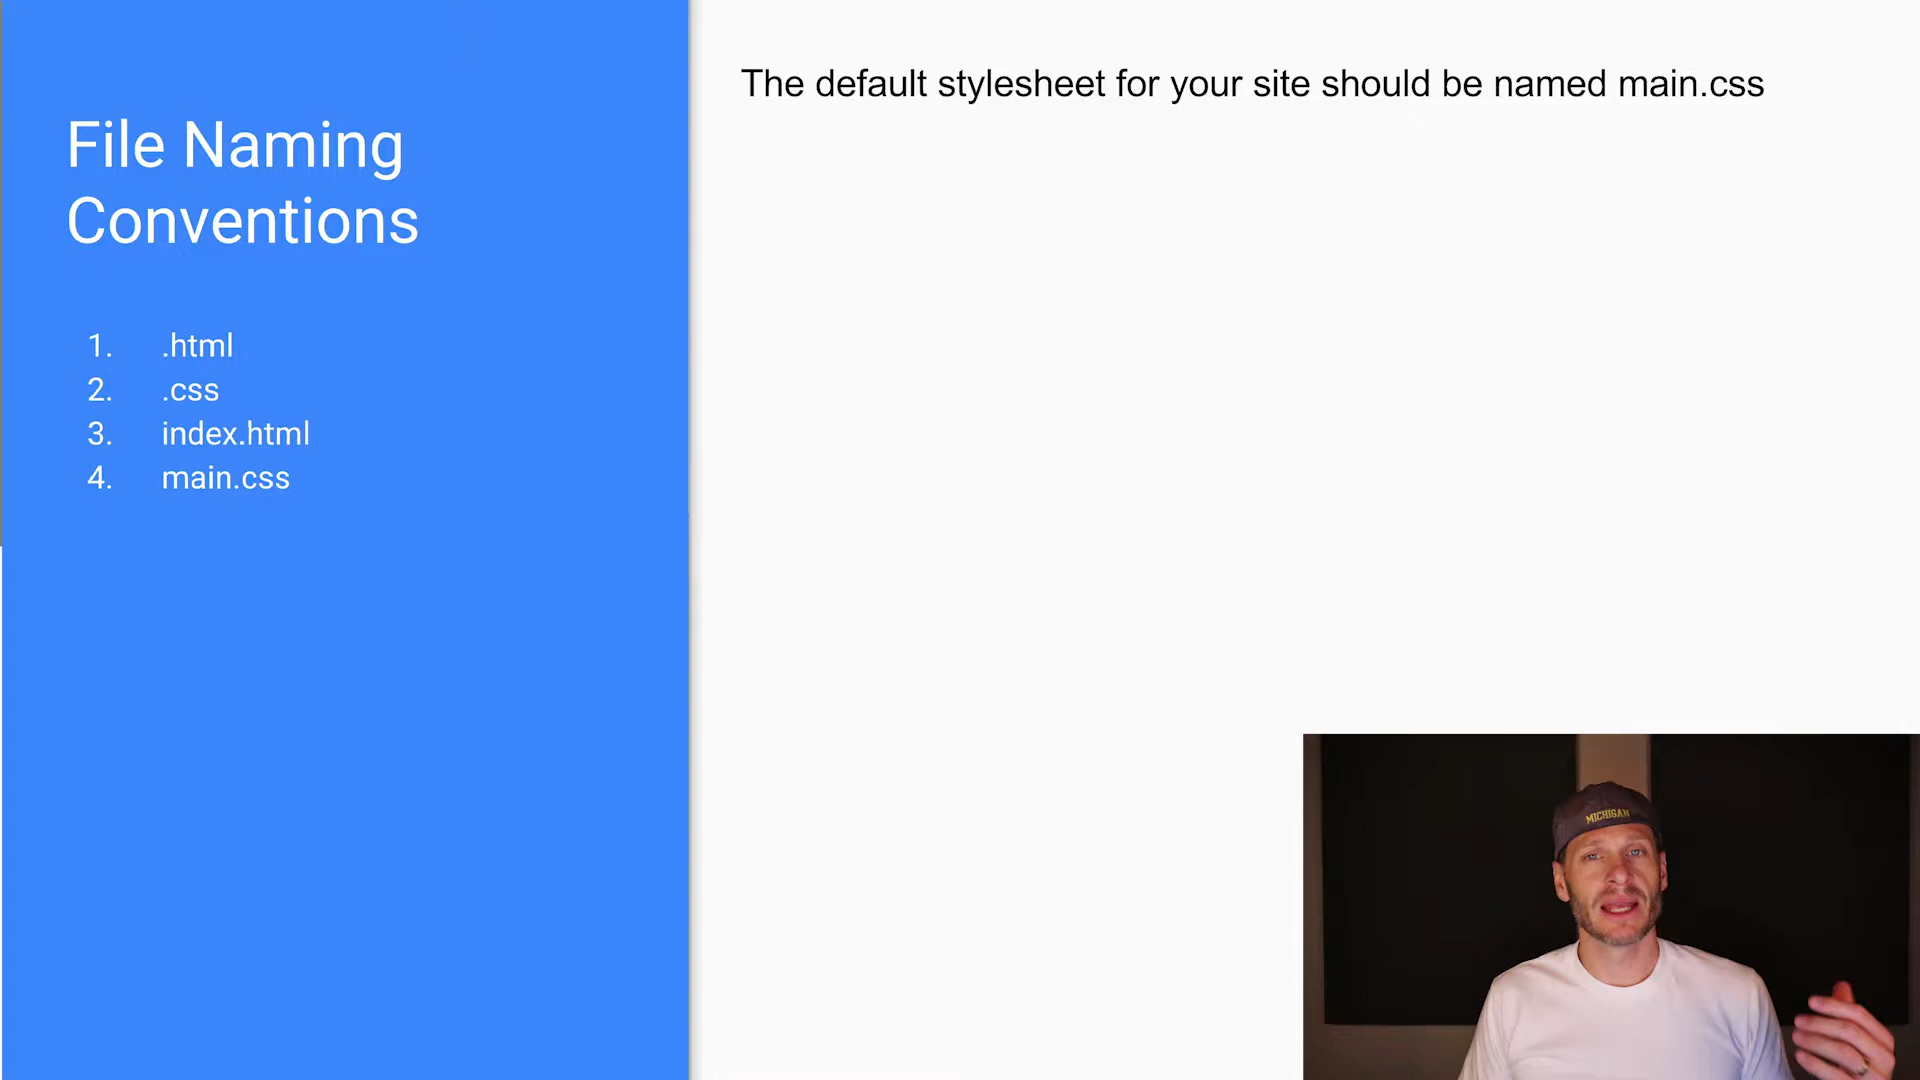 File Naming
Conventions
1. .html
2. .css
3. index.html
4. main.css
The default stylesheet for your site should be named main.css
MICHIGAN